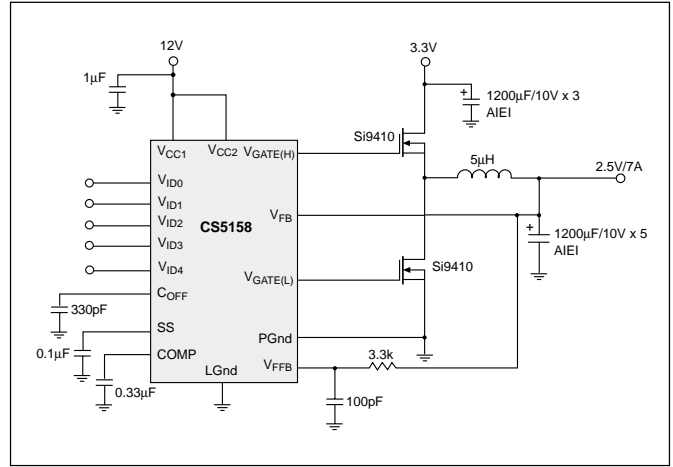 12V
3.3V
1μF
1200μF/10V x 3
AIEI
Si9410
VCC1
VCC2
VGATE(H)
5μH
2.5V/7A
VID0
VID1
VID2
VID3
VID4
CS5158
VFB
1200μF/10V x 5
AIEI
VGATE(L)
Si9410
COFF
330pF
SS
0.1μF
COMP
0.33μF
LGnd
PGnd
VFFB
3.3k
100pF